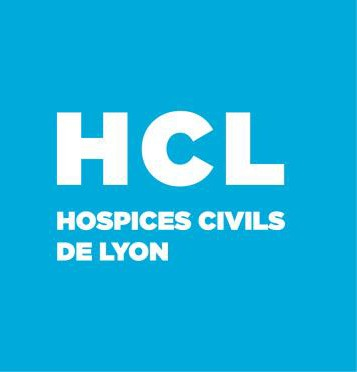 HCL
HOSPICES CIVILS
DE LYON